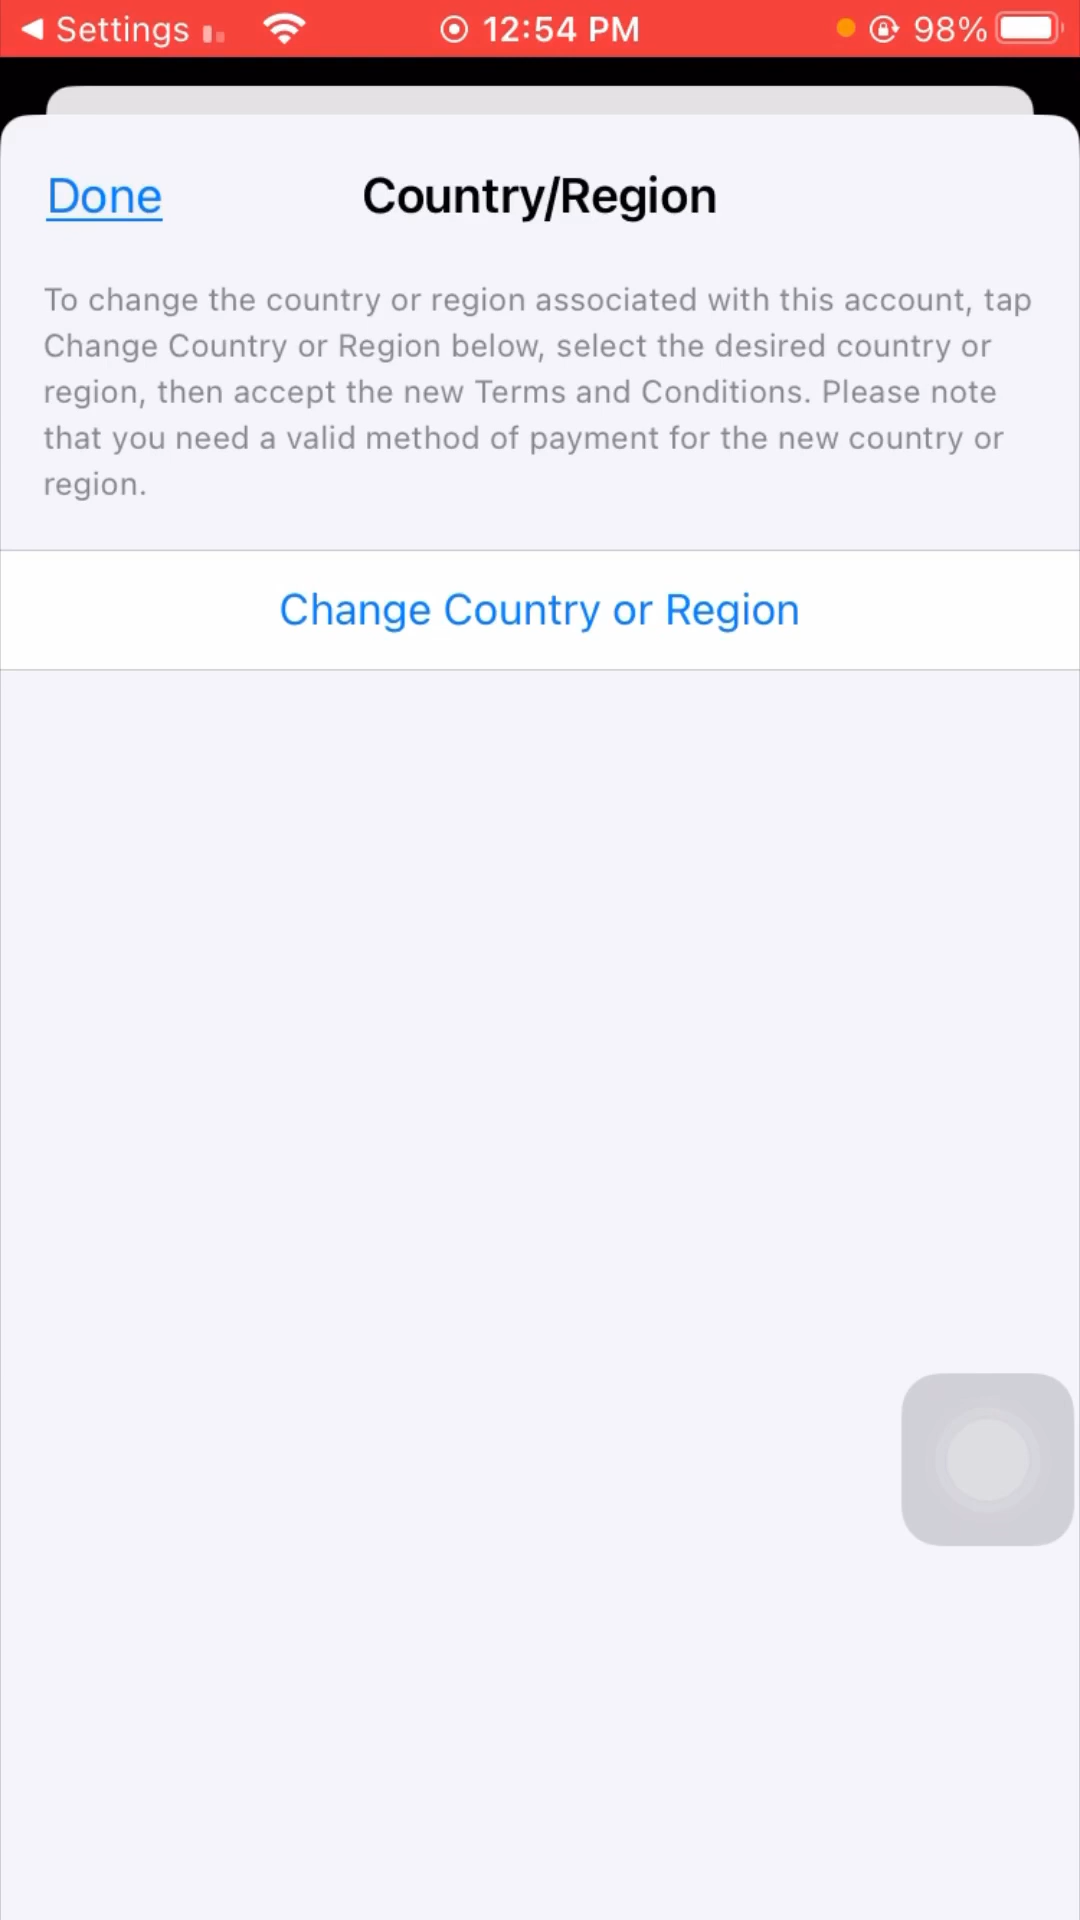 Settings 12:54 PM 98%
Done Country/Region
To change the country or region associated with this account, tap
Change Country or Region below, select the desired country or
region, then accept the new Terms and Conditions. Please note
that you need a valid method of payment for the new country or
region.
Change Country or Region